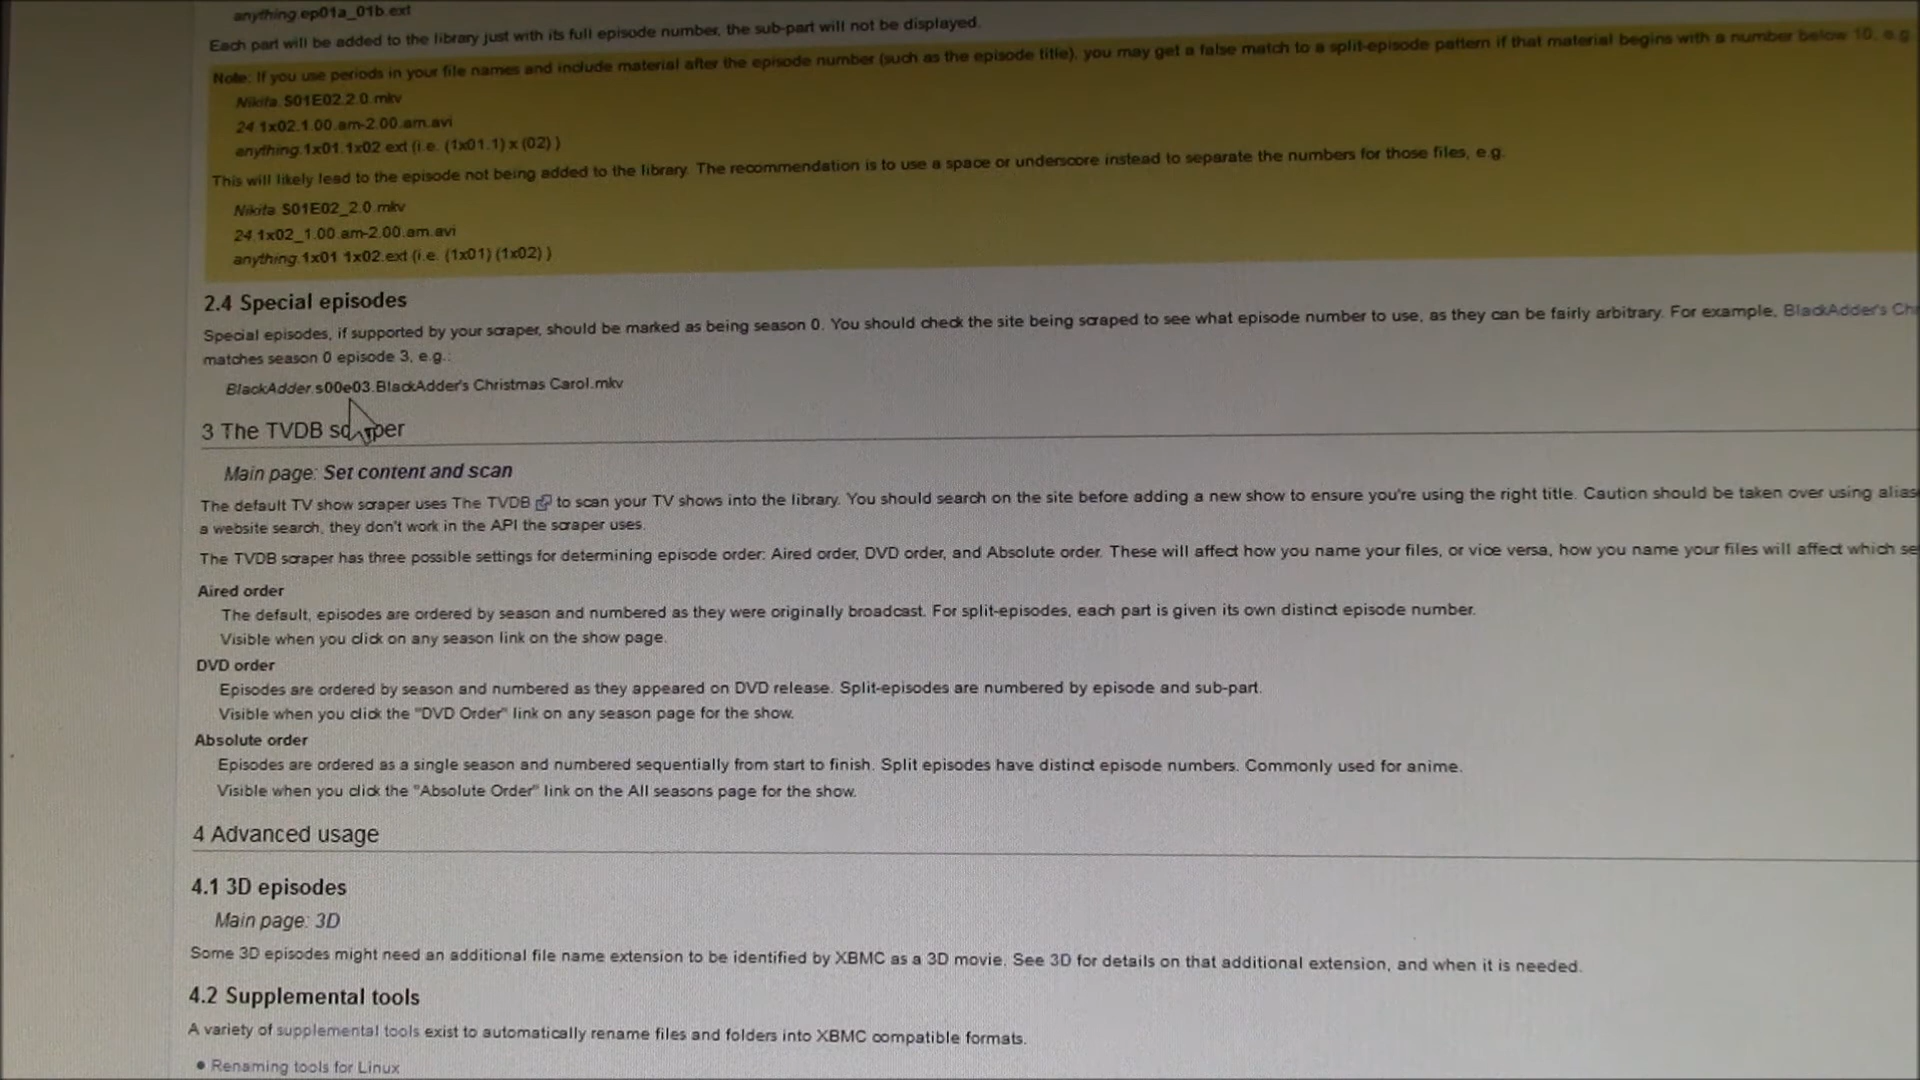 anything.ep01a_01b.ext
Each part will be added to the library just with its full episode number, the sub-part will not be displayed.
Note: If you use periods in your file names and include material after the episode number (such as the episode title), you may get a false match to a split-episode pattern if that material begins with a number below 10, e.g.
Nikita.S01E02.2.0.mkv
24.1x02.1.00.am-2.00.am.avi
anything.1x01.1x02.ext (i.e. (1x01.1) x (02) )
This will likely lead to the episode not being added to the library. The recommendation is to use a space or underscore instead to separate the numbers for those files, e.g.
Nikita.S01E02_2.0.mkv
24.1x02_1.00.am-2.00.am.avi
anything.1x01 1x02.ext (i.e. (1x01) (1x02) )
2.4 Special episodes
Special episodes, if supported by your scraper, should be marked as being season 0. You should check the site being scraped to see what episode number to use, as they can be fairly arbitrary. For example, BlackAdder's Ch
matches season 0 episode 3, e.g.:
BlackAdder.s00e03.BlackAdder's Christmas Carol.mkv
3 The TVDB scraper
Main page: Set content and scan
The default TV show scraper uses The TVDB to scan your TV shows into the library. You should search on the site before adding a new show to ensure you're using the right title. Caution should be taken over using alias
a website search, they don't work in the API the scraper uses.
The TVDB scraper has three possible settings for determining episode order: Aired order, DVD order, and Absolute order. These will affect how you name your files, or vice versa, how you name your files will affect which se
Aired order
The default, episodes are ordered by season and numbered as they were originally broadcast. For split-episodes, each part is given its own distinct episode number.
Visible when you click on any season link on the show page.
DVD order
Episodes are ordered by season and numbered as they appeared on DVD release. Split-episodes are numbered by episode and sub-part.
Visible when you click the "DVD Order" link on any season page for the show.
Absolute order
Episodes are ordered as a single season and numbered sequentially from start to finish. Split episodes have distinct episode numbers. Commonly used for anime.
Visible when you click the "Absolute Order" link on the All seasons page for the show.
4 Advanced usage
4.1 3D episodes
Main page: 3D
Some 3D episodes might need an additional file name extension to be identified by XBMC as a 3D movie. See 3D for details on that additional extension, and when it is needed.
4.2 Supplemental tools
A variety of supplemental tools exist to automatically rename files and folders into XBMC compatible formats.
Renaming tools for Linux